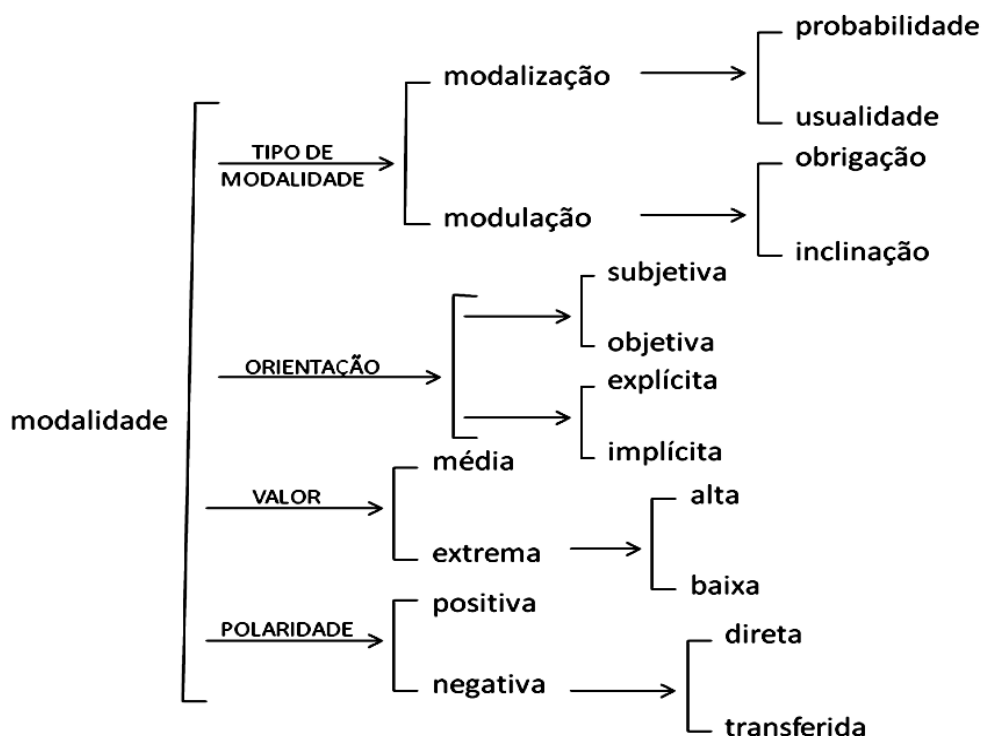 probabilidade
modalização
usualidade
TIPO DE
MODALIDADE
obrigação
modulação
inclinação
subjetiva
objetiva
ORIENTAÇÃO
explícita
modalidade
implícita
média
VALOR
alta
extrema
baixa
positiva
POLARIDADE
direta
negativa
transferida